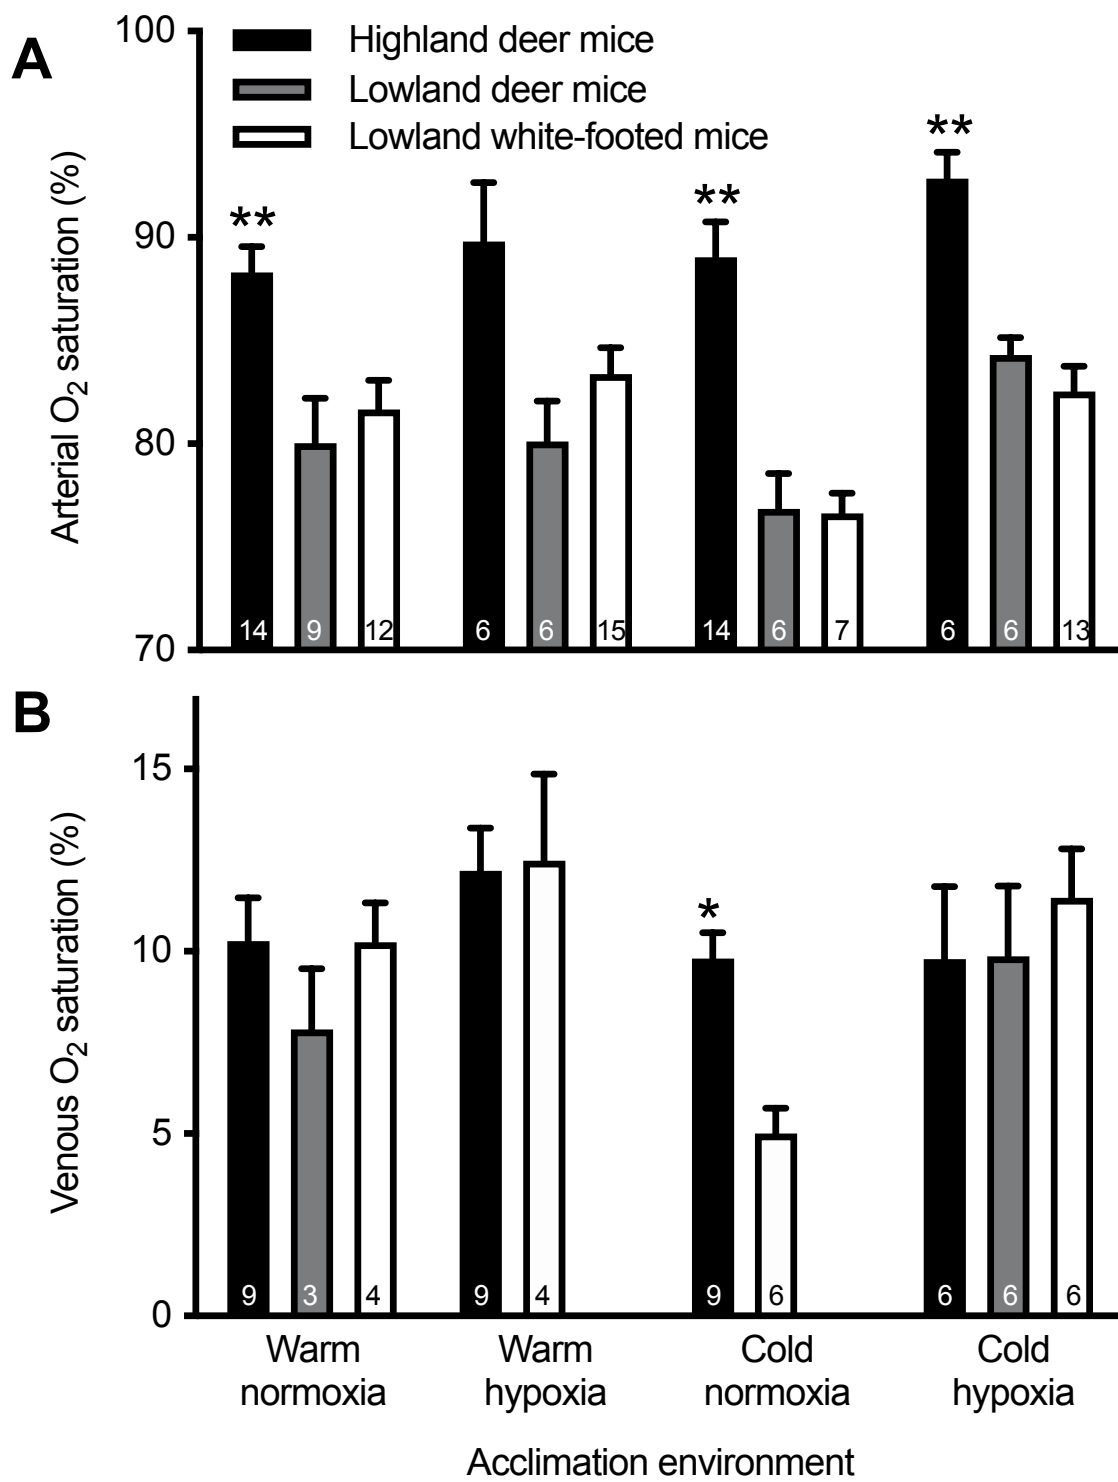 A
100
90
80
70
Arterial O2 saturation (%)
Highland deer mice
Lowland deer mice
Lowland white-footed mice
**
**
**
14 9 12 6 6 15 14 6 7 6 6 13
B
15
10
5
0
Venous O2 saturation (%)
*
9 3 4 9 4 9 6 6 6 6
Warm normoxia
Warm hypoxia
Cold normoxia
Cold hypoxia
Acclimation environment